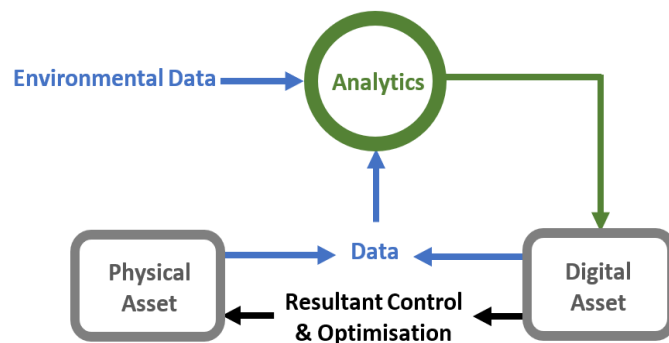 Environmental Data
Analytics
Physical
Asset
Data
Digital
Asset
Resultant Control
& Optimisation